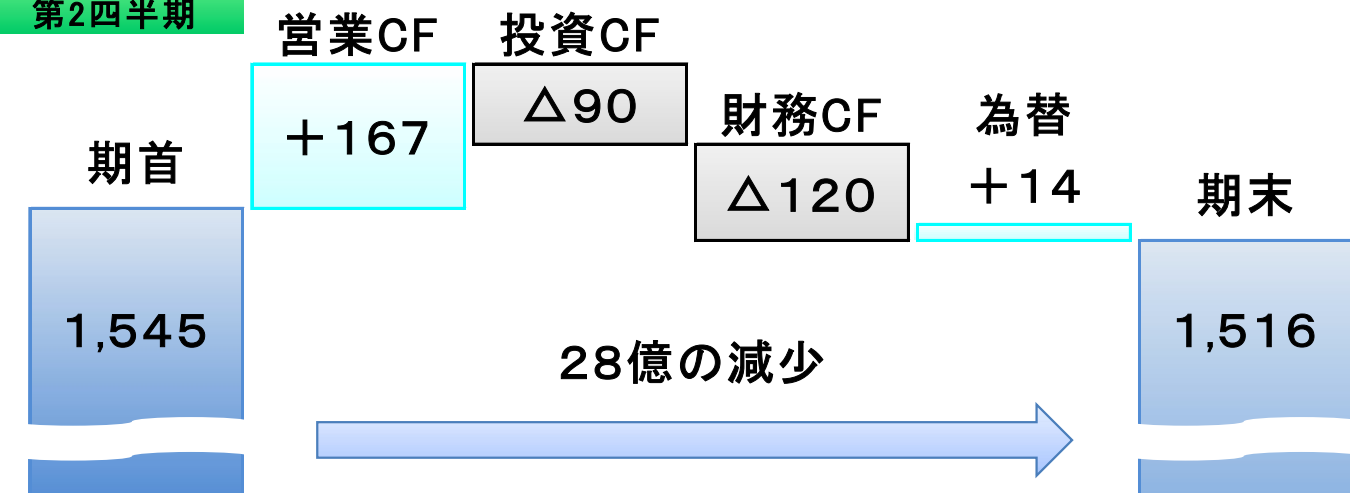 第2四半期
営業CF
+167
投資CF
△90
財務CF
△120
為替
+14
期首
1,545
期末
1,516
28億の減少